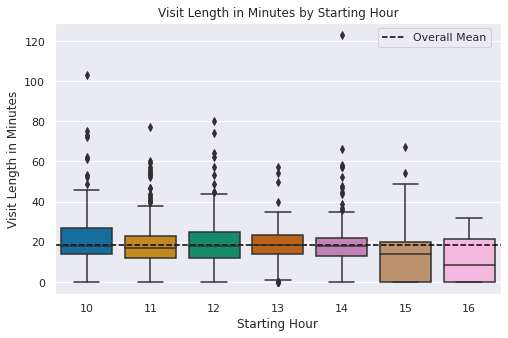 Visit Length in Minutes by Starting Hour
Overall Mean
Visit Length in Minutes
120
100
80
60
40
20
0
10 11 12 13 14 15 16
Starting Hour